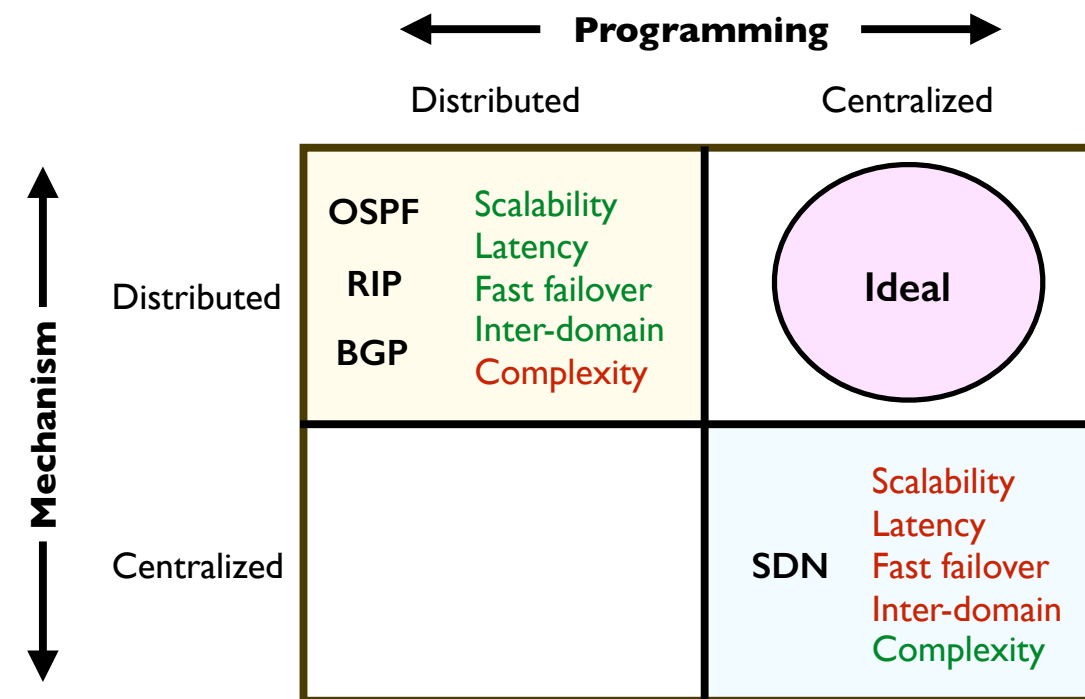 Programming
Distributed Centralized
Mechanism
Distributed
OSPF
RIP
BGP
Scalability
Latency
Fast failover
Inter-domain
Complexity
Ideal
Centralized
SDN
Scalability
Latency
Fast failover
Inter-domain
Complexity